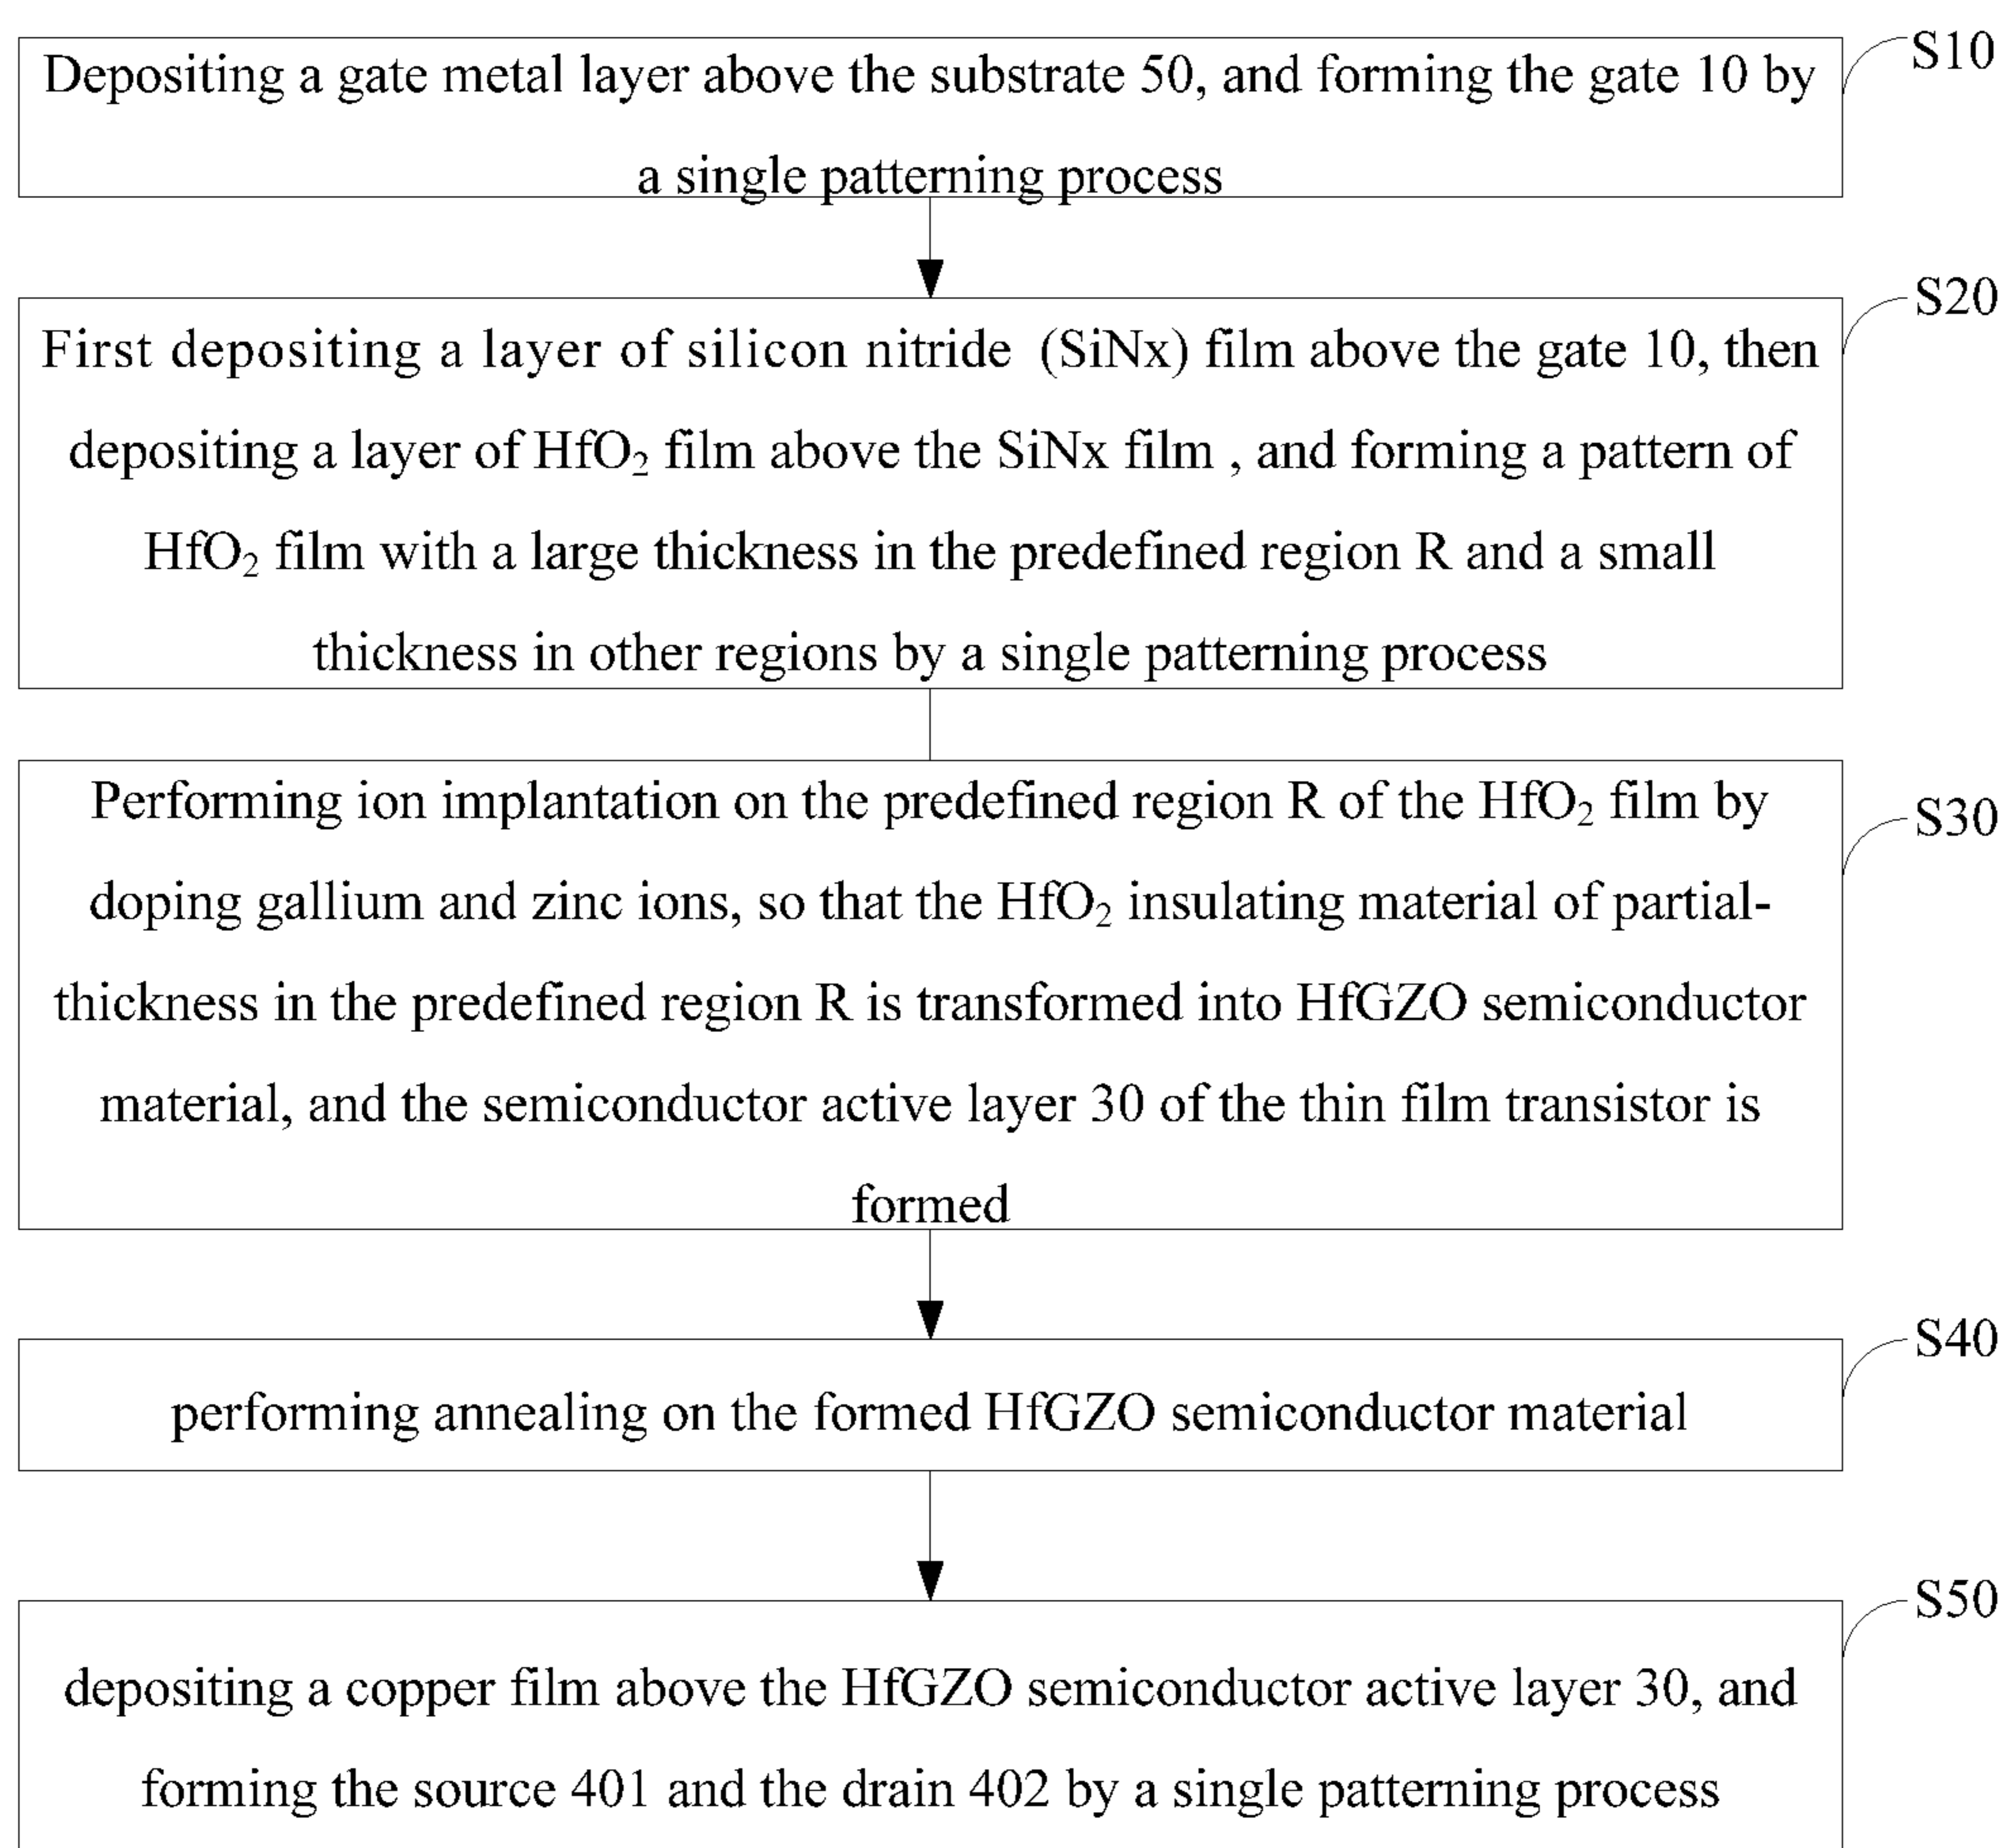 S10
Depositing a gate metal layer above the substrate 50, and forming the gate 10 by
a single patterning process
S20
First depositing a layer of silicon nitride (SiNx) film above the gate 10, then
depositing a layer of HfO₂ film above the SiNx film , and forming a pattern of
HfO₂ film with a large thickness in the predefined region R and a small
thickness in other regions by a single patterning process
S30
Performing ion implantation on the predefined region R of the HfO₂ film by
doping gallium and zinc ions, so that the HfO₂ insulating material of partial-
thickness in the predefined region R is transformed into HfGZO semiconductor
material, and the semiconductor active layer 30 of the thin film transistor is
formed
S40
performing annealing on the formed HfGZO semiconductor material
S50
depositing a copper film above the HfGZO semiconductor active layer 30, and
forming the source 401 and the drain 402 by a single patterning process